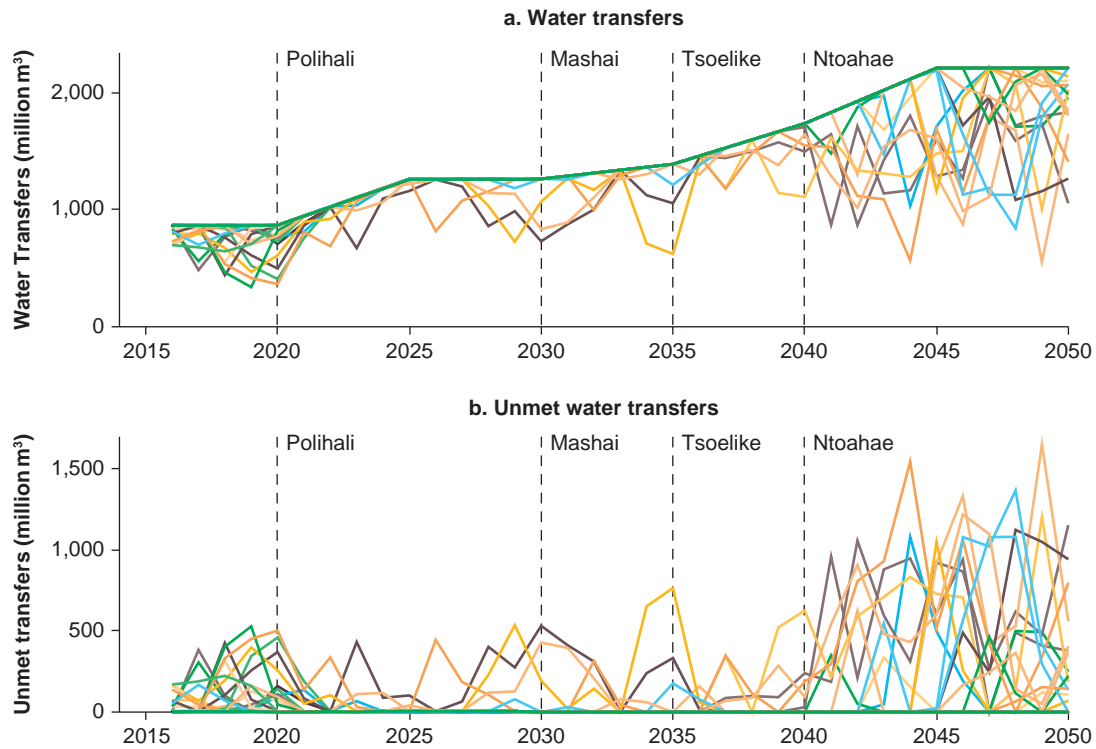 a. Water transfers
Polihali
Mashai
Tsoelike
Ntoahae
Water Transfers (million m³)
2,000
1,000
0
2015 2020 2025 2030 2035 2040 2045 2050
b. Unmet water transfers
Polihali
Mashai
Tsoelike
Ntoahae
Unmet transfers (million m³)
1,500
1,000
500
0
2015 2020 2025 2030 2035 2040 2045 2050